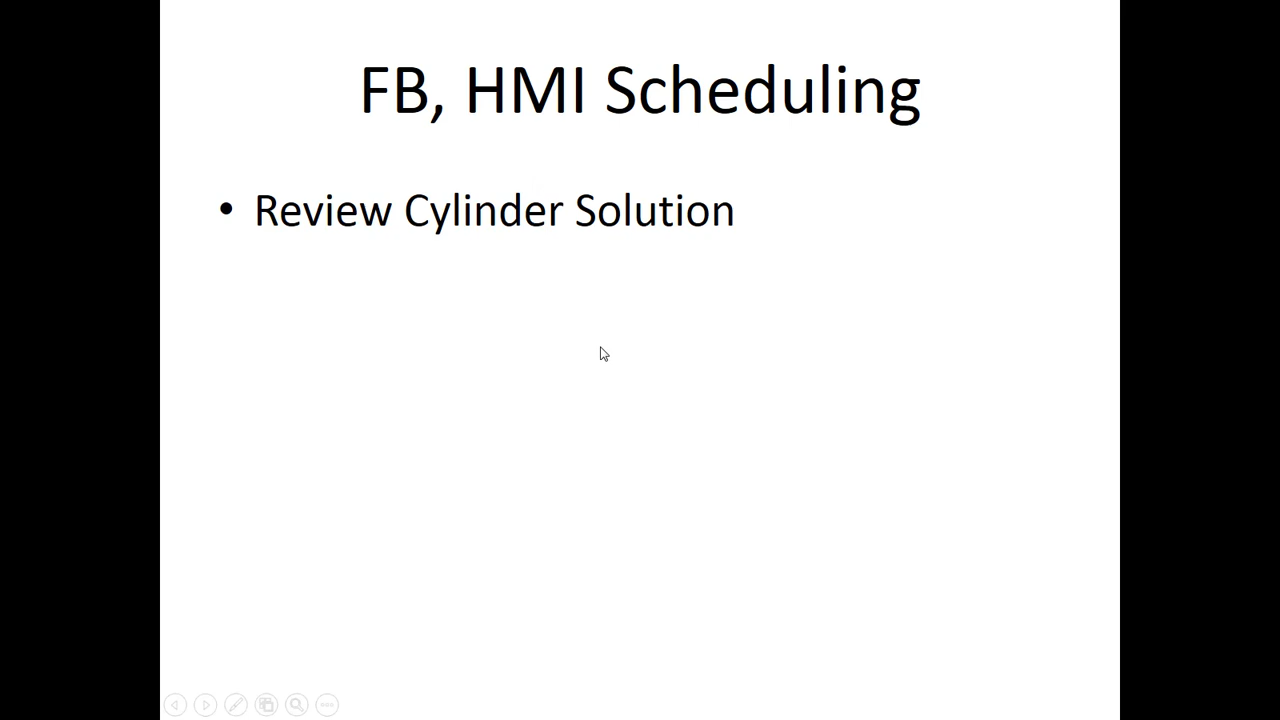 FB, HMI Scheduling
• Review Cylinder Solution